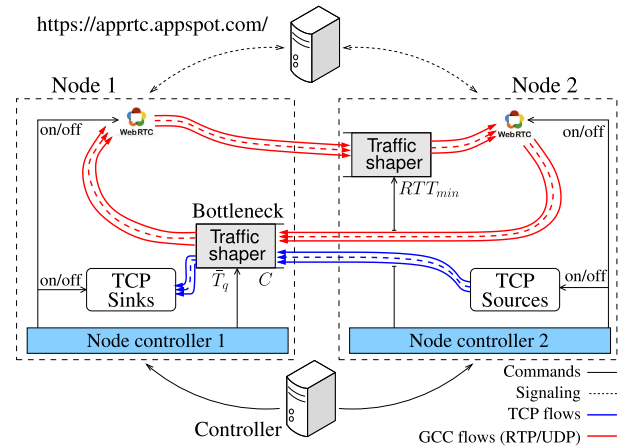 https://apprtc.appspot.com/
Node 1
Node 2
on/off
WebRTC
WebRTC
on/off
Traffic
shaper
RTT_min
Bottleneck
Traffic
shaper
on/off
TCP
Sinks
T̄_q
C
TCP
Sources
on/off
Node controller 1
Node controller 2
Controller
Commands
Signaling
TCP flows
GCC flows (RTP/UDP)